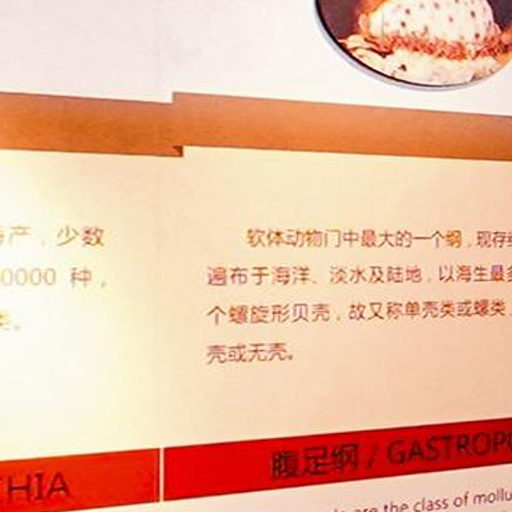 产，少数
0000 种，
类。
软体动物门中最大的一个纲，现存
遍布于海洋、淡水及陆地，以海生最多
个螺旋形贝壳，故又称单壳类或螺类，
壳或无壳。
HIA
腹足纲 / GASTROP
are the class of mollu